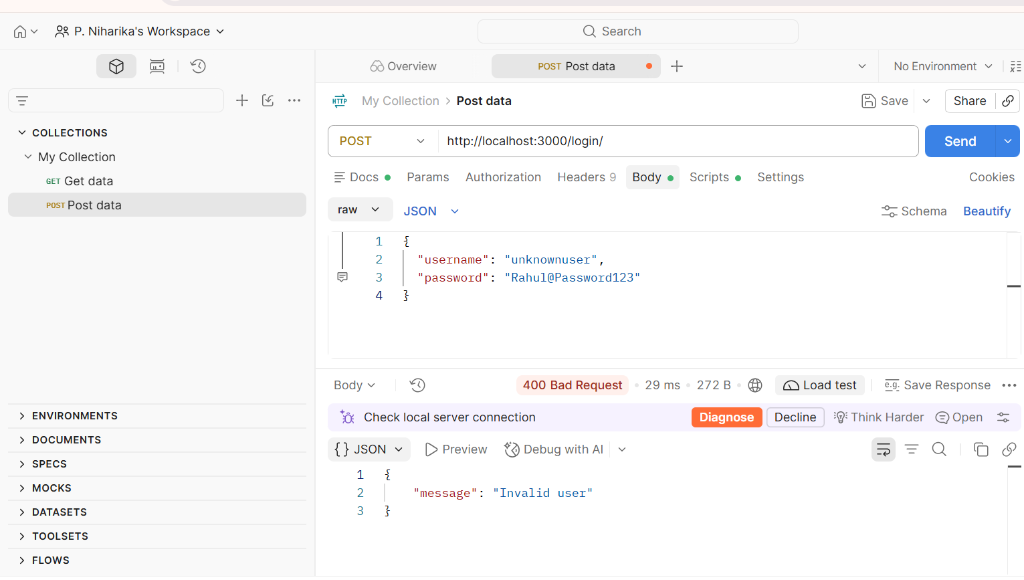 P. Niharika's Workspace
Search
Overview
POST Post data
No Environment
HTTP My Collection > Post data
Save
Share
COLLECTIONS
My Collection
GET Get data
POST Post data
POST
http://localhost:3000/login/
Send
Docs
Params
Authorization
Headers 9
Body
Scripts
Settings
Cookies
raw
JSON
Schema
Beautify
1 {
2 "username": "unknownuser",
3 "password": "Rahul@Password123"
4 }
Body
400 Bad Request • 29 ms • 272 B
Load test
e.g. Save Response
Check local server connection
Diagnose
Decline
Think Harder
Open
{ } JSON
Preview
Debug with AI
1 {
2 "message": "Invalid user"
3 }
ENVIRONMENTS
DOCUMENTS
SPECS
MOCKS
DATASETS
TOOLSETS
FLOWS